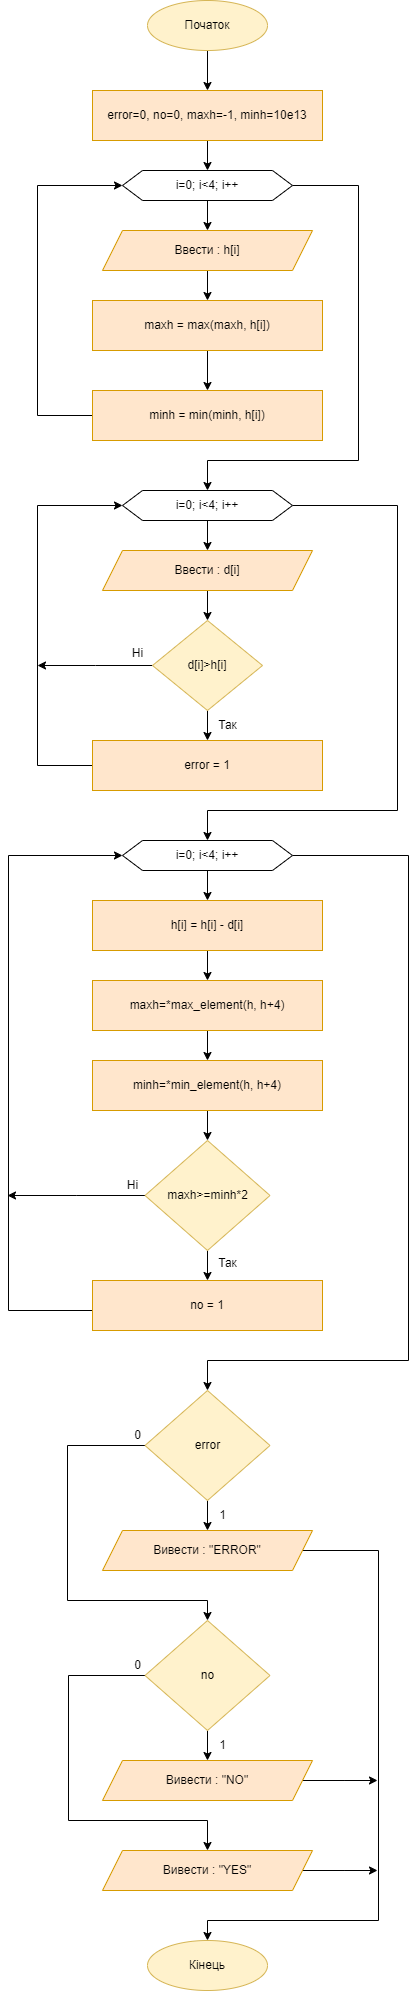 Початок
error=0, no=0, maxh=-1, minh=10e13
i=0; i<4; i++
Ввести : h[i]
maxh = max(maxh, h[i])
minh = min(minh, h[i])
i=0; i<4; i++
Ввести : d[i]
Ні
d[i]>h[i]
Так
error = 1
i=0; i<4; i++
h[i] = h[i] - d[i]
maxh=*max_element(h, h+4)
minh=*min_element(h, h+4)
Ні
maxh>=minh*2
Так
no = 1
0
error
1
Вивести : "ERROR"
0
no
1
Вивести : "NO"
Вивести : "YES"
Кінець